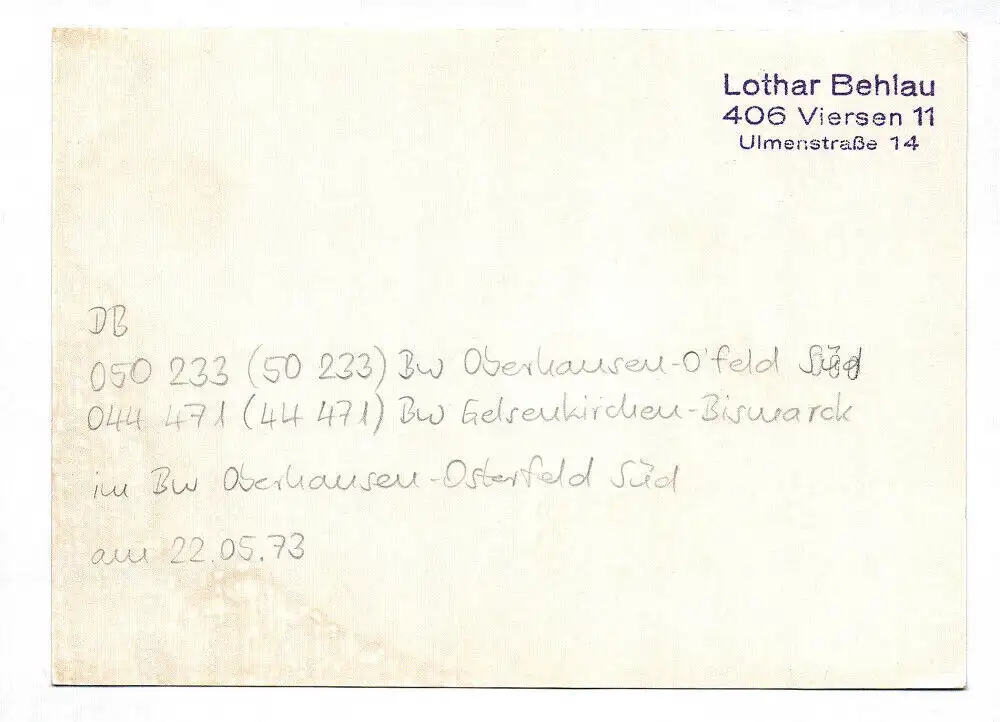 Lothar Behlau
406 Viersen 11
Ulmenstraße 14
DB
050 233 (50 233) Bw Oberhausen-O'feld Süd
044 471 (44 471) Bw Gelsenkirchen-Bismarck
im Bw Oberhausen-Osterfeld Süd
am 22.05.73